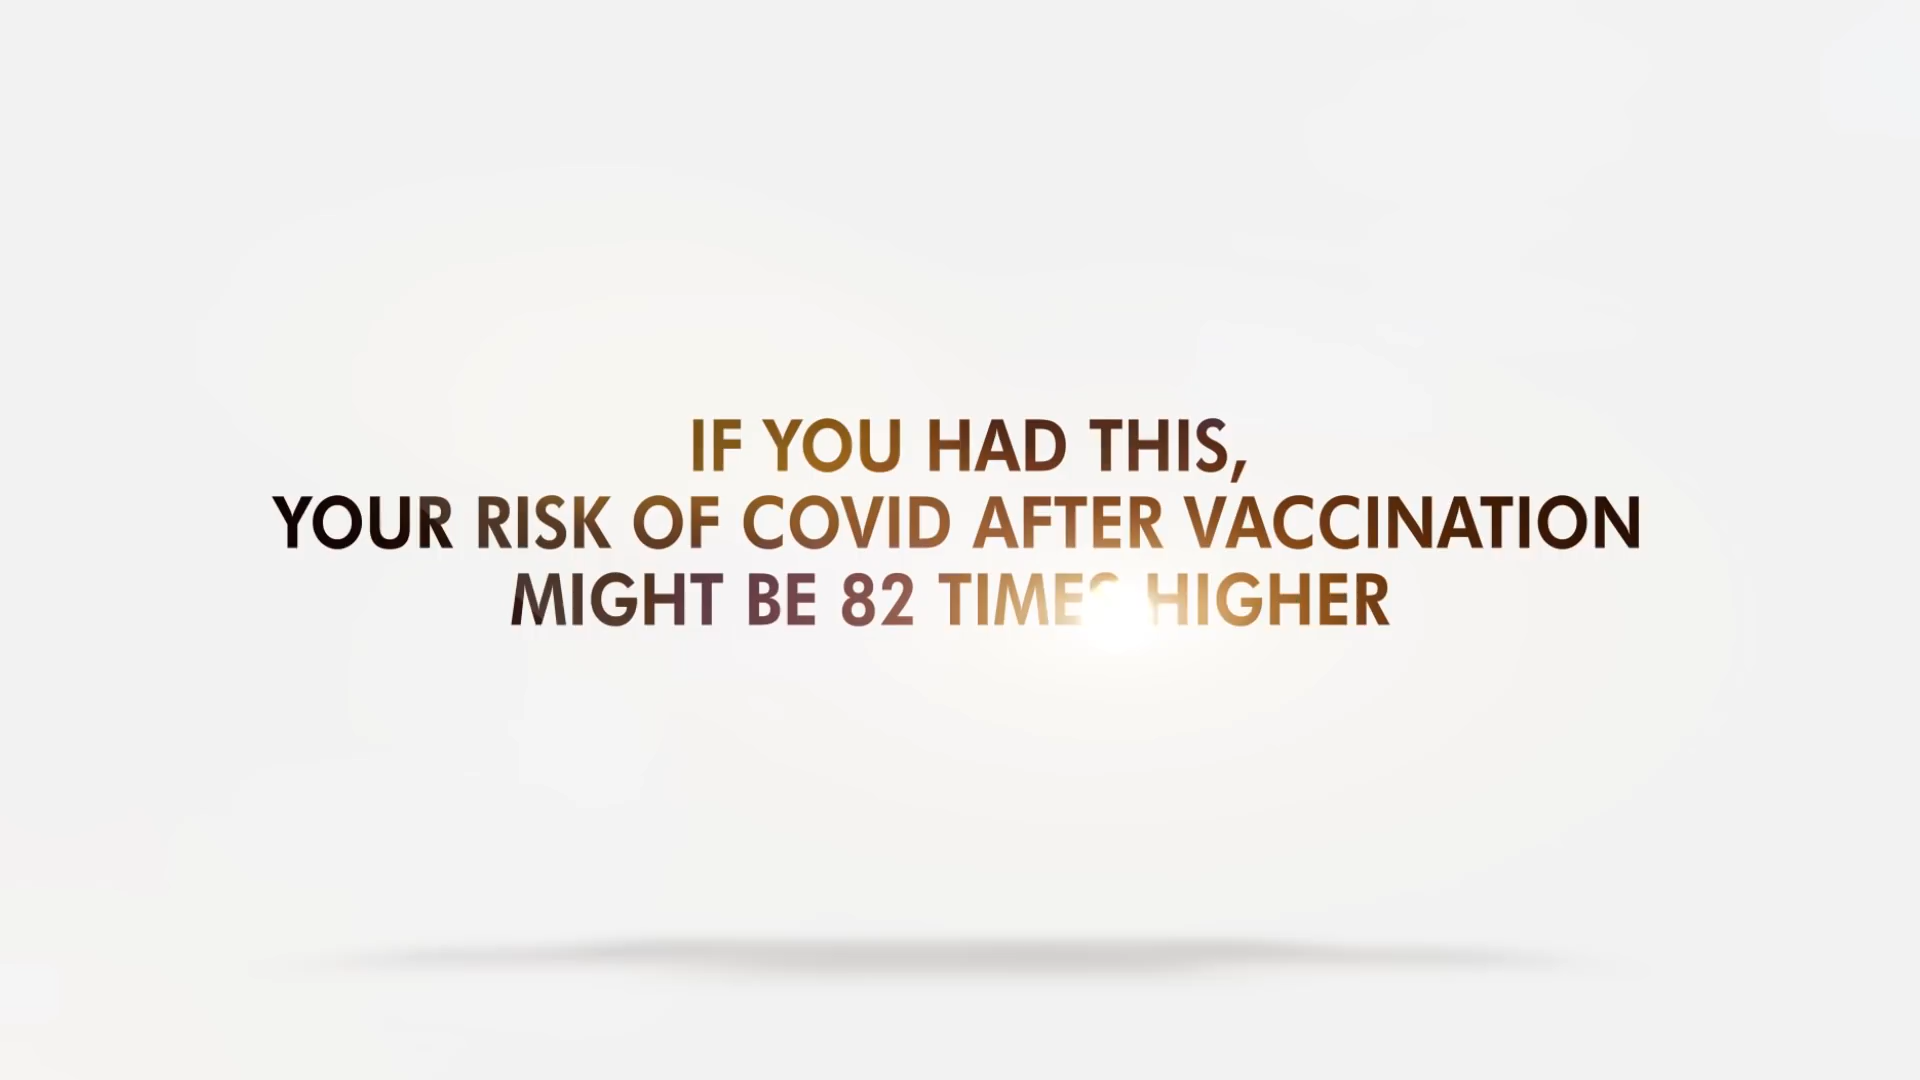 IF YOU HAD THIS,
YOUR RISK OF COVID AFTER VACCINATION
MIGHT BE 82 TIMES HIGHER